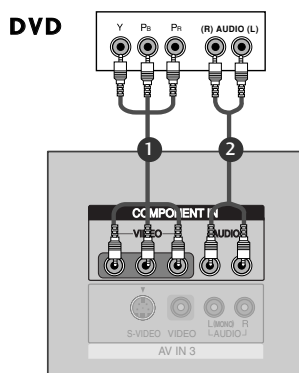 DVD
Y PB PR (R) AUDIO (L)
1 2
COMPONENT IN
VIDEO AUDIO
S-VIDEO VIDEO L(MONO) R
AUDIO
AV IN 3